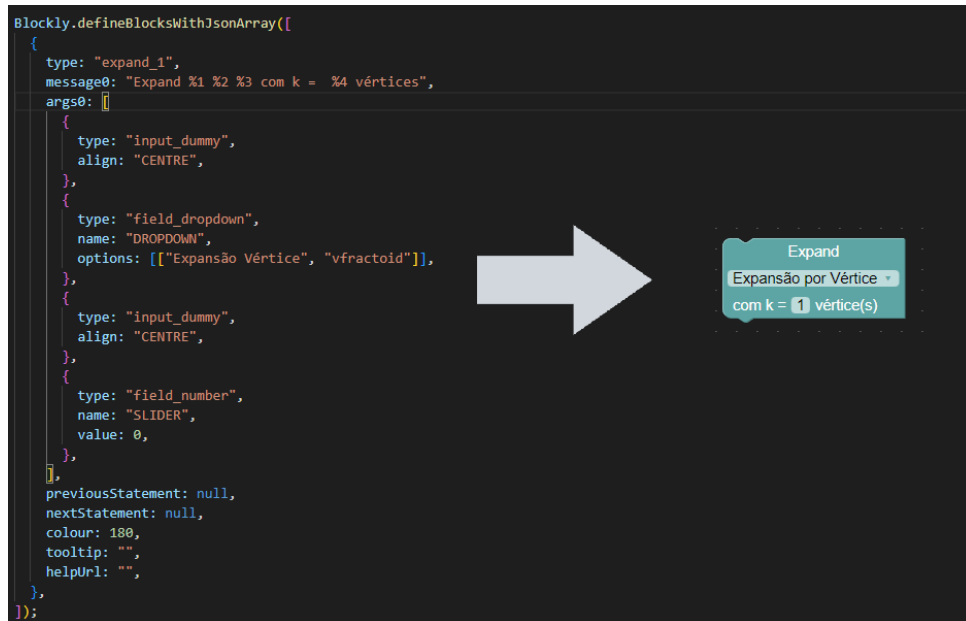 Blockly.defineBlocksWithJsonArray([
  {
    type: "expand_1",
    message0: "Expand %1 %2 %3 com k =  %4 vértices",
    args0: [
      {
        type: "input_dummy",
        align: "CENTRE",
      },
      {
        type: "field_dropdown",
        name: "DROPDOWN",
        options: [["Expansão Vértice", "vfractoid"]],
      },
      {
        type: "input_dummy",
        align: "CENTRE",
      },
      {
        type: "field_number",
        name: "SLIDER",
        value: 0,
      },
    ],
    previousStatement: null,
    nextStatement: null,
    colour: 180,
    tooltip: "",
    helpUrl: "",
  },
]);
Expand
Expansão por Vértice
com k = 1 vértice(s)